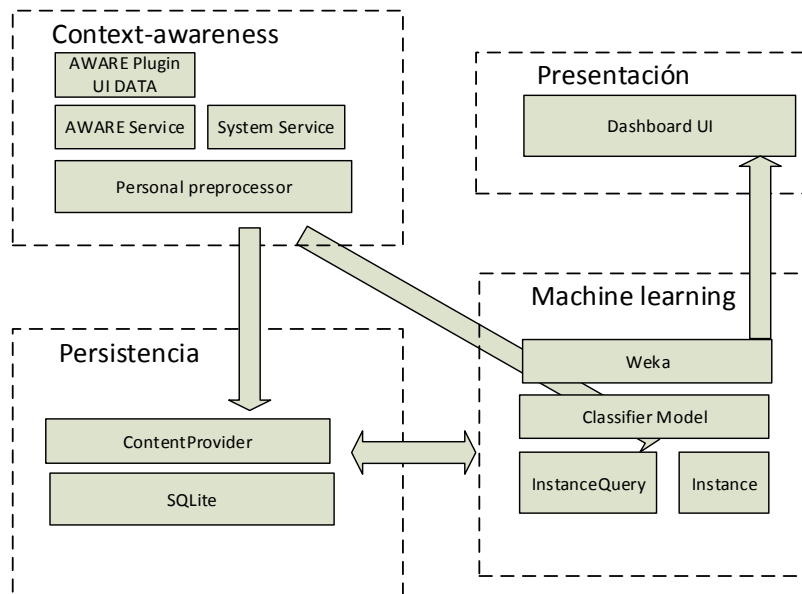 Context-awareness
AWARE Plugin
UI DATA
AWARE Service
System Service
Personal preprocessor
Presentación
Dashboard UI
Persistencia
ContentProvider
SQLite
Machine learning
Weka
Classifier Model
InstanceQuery
Instance